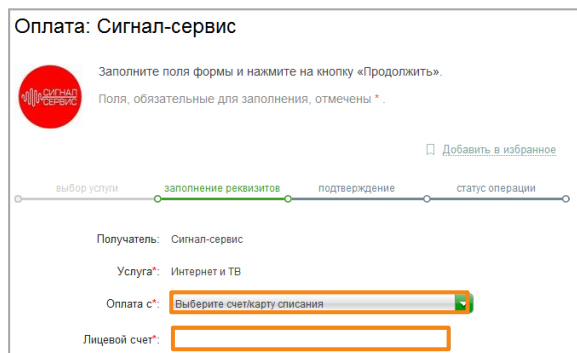 Оплата: Сигнал-сервис
СИГНАЛ
СЕРВИС
Заполните поля формы и нажмите на кнопку «Продолжить».
Поля, обязательные для заполнения, отмечены * .
Добавить в избранное
выбор услуги заполнение реквизитов подтверждение статус операции
Получатель: Сигнал-сервис
Услуга*: Интернет и ТВ
Оплата с*: Выберите счет/карту списания
Лицевой счет*: